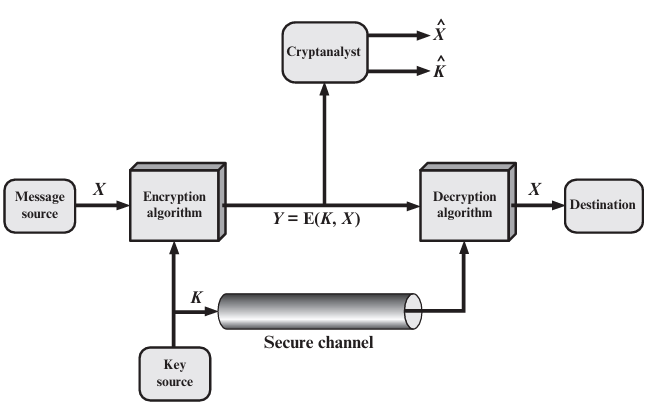 Cryptanalyst
X̂
K̂
Message
source
X
Encryption
algorithm
Y = E(K, X)
Decryption
algorithm
X
Destination
K
Secure channel
Key
source